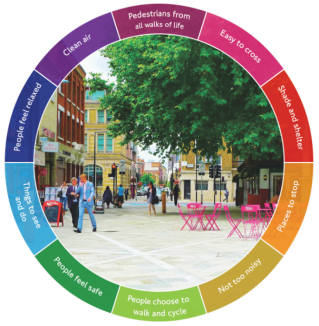 Pedestrians from
all walks of life
Easy to cross
Shade and shelter
Places to stop
Not too noisy
People choose to
walk and cycle
People feel safe
Things to see
and do
People feel relaxed
Clean air